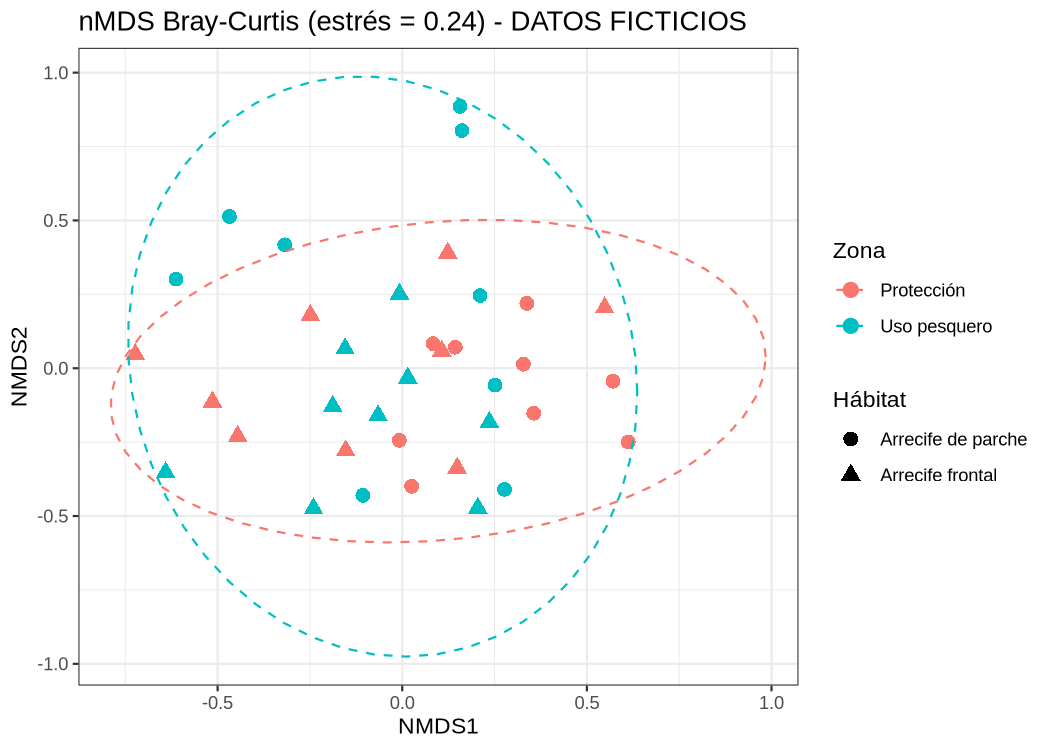 nMDS Bray-Curtis (estrés = 0.24) - DATOS FICTICIOS
1.0
0.5
0.0
-0.5
-1.0
NMDS2
-0.5
0.0
0.5
1.0
NMDS1
Zona
Protección
Uso pesquero
Hábitat
Arrecife de parche
Arrecife frontal